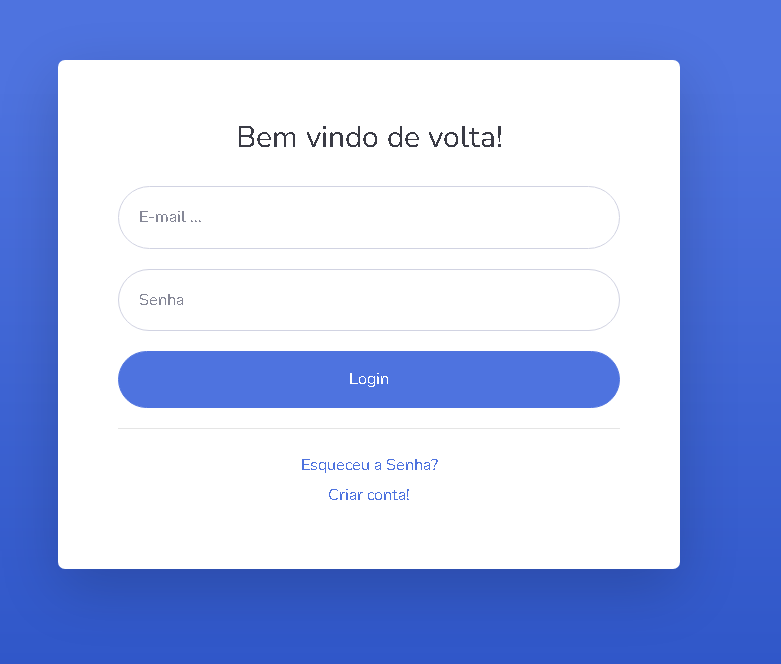 Bem vindo de volta!
E-mail ...
Senha
Login
Esqueceu a Senha?
Criar conta!